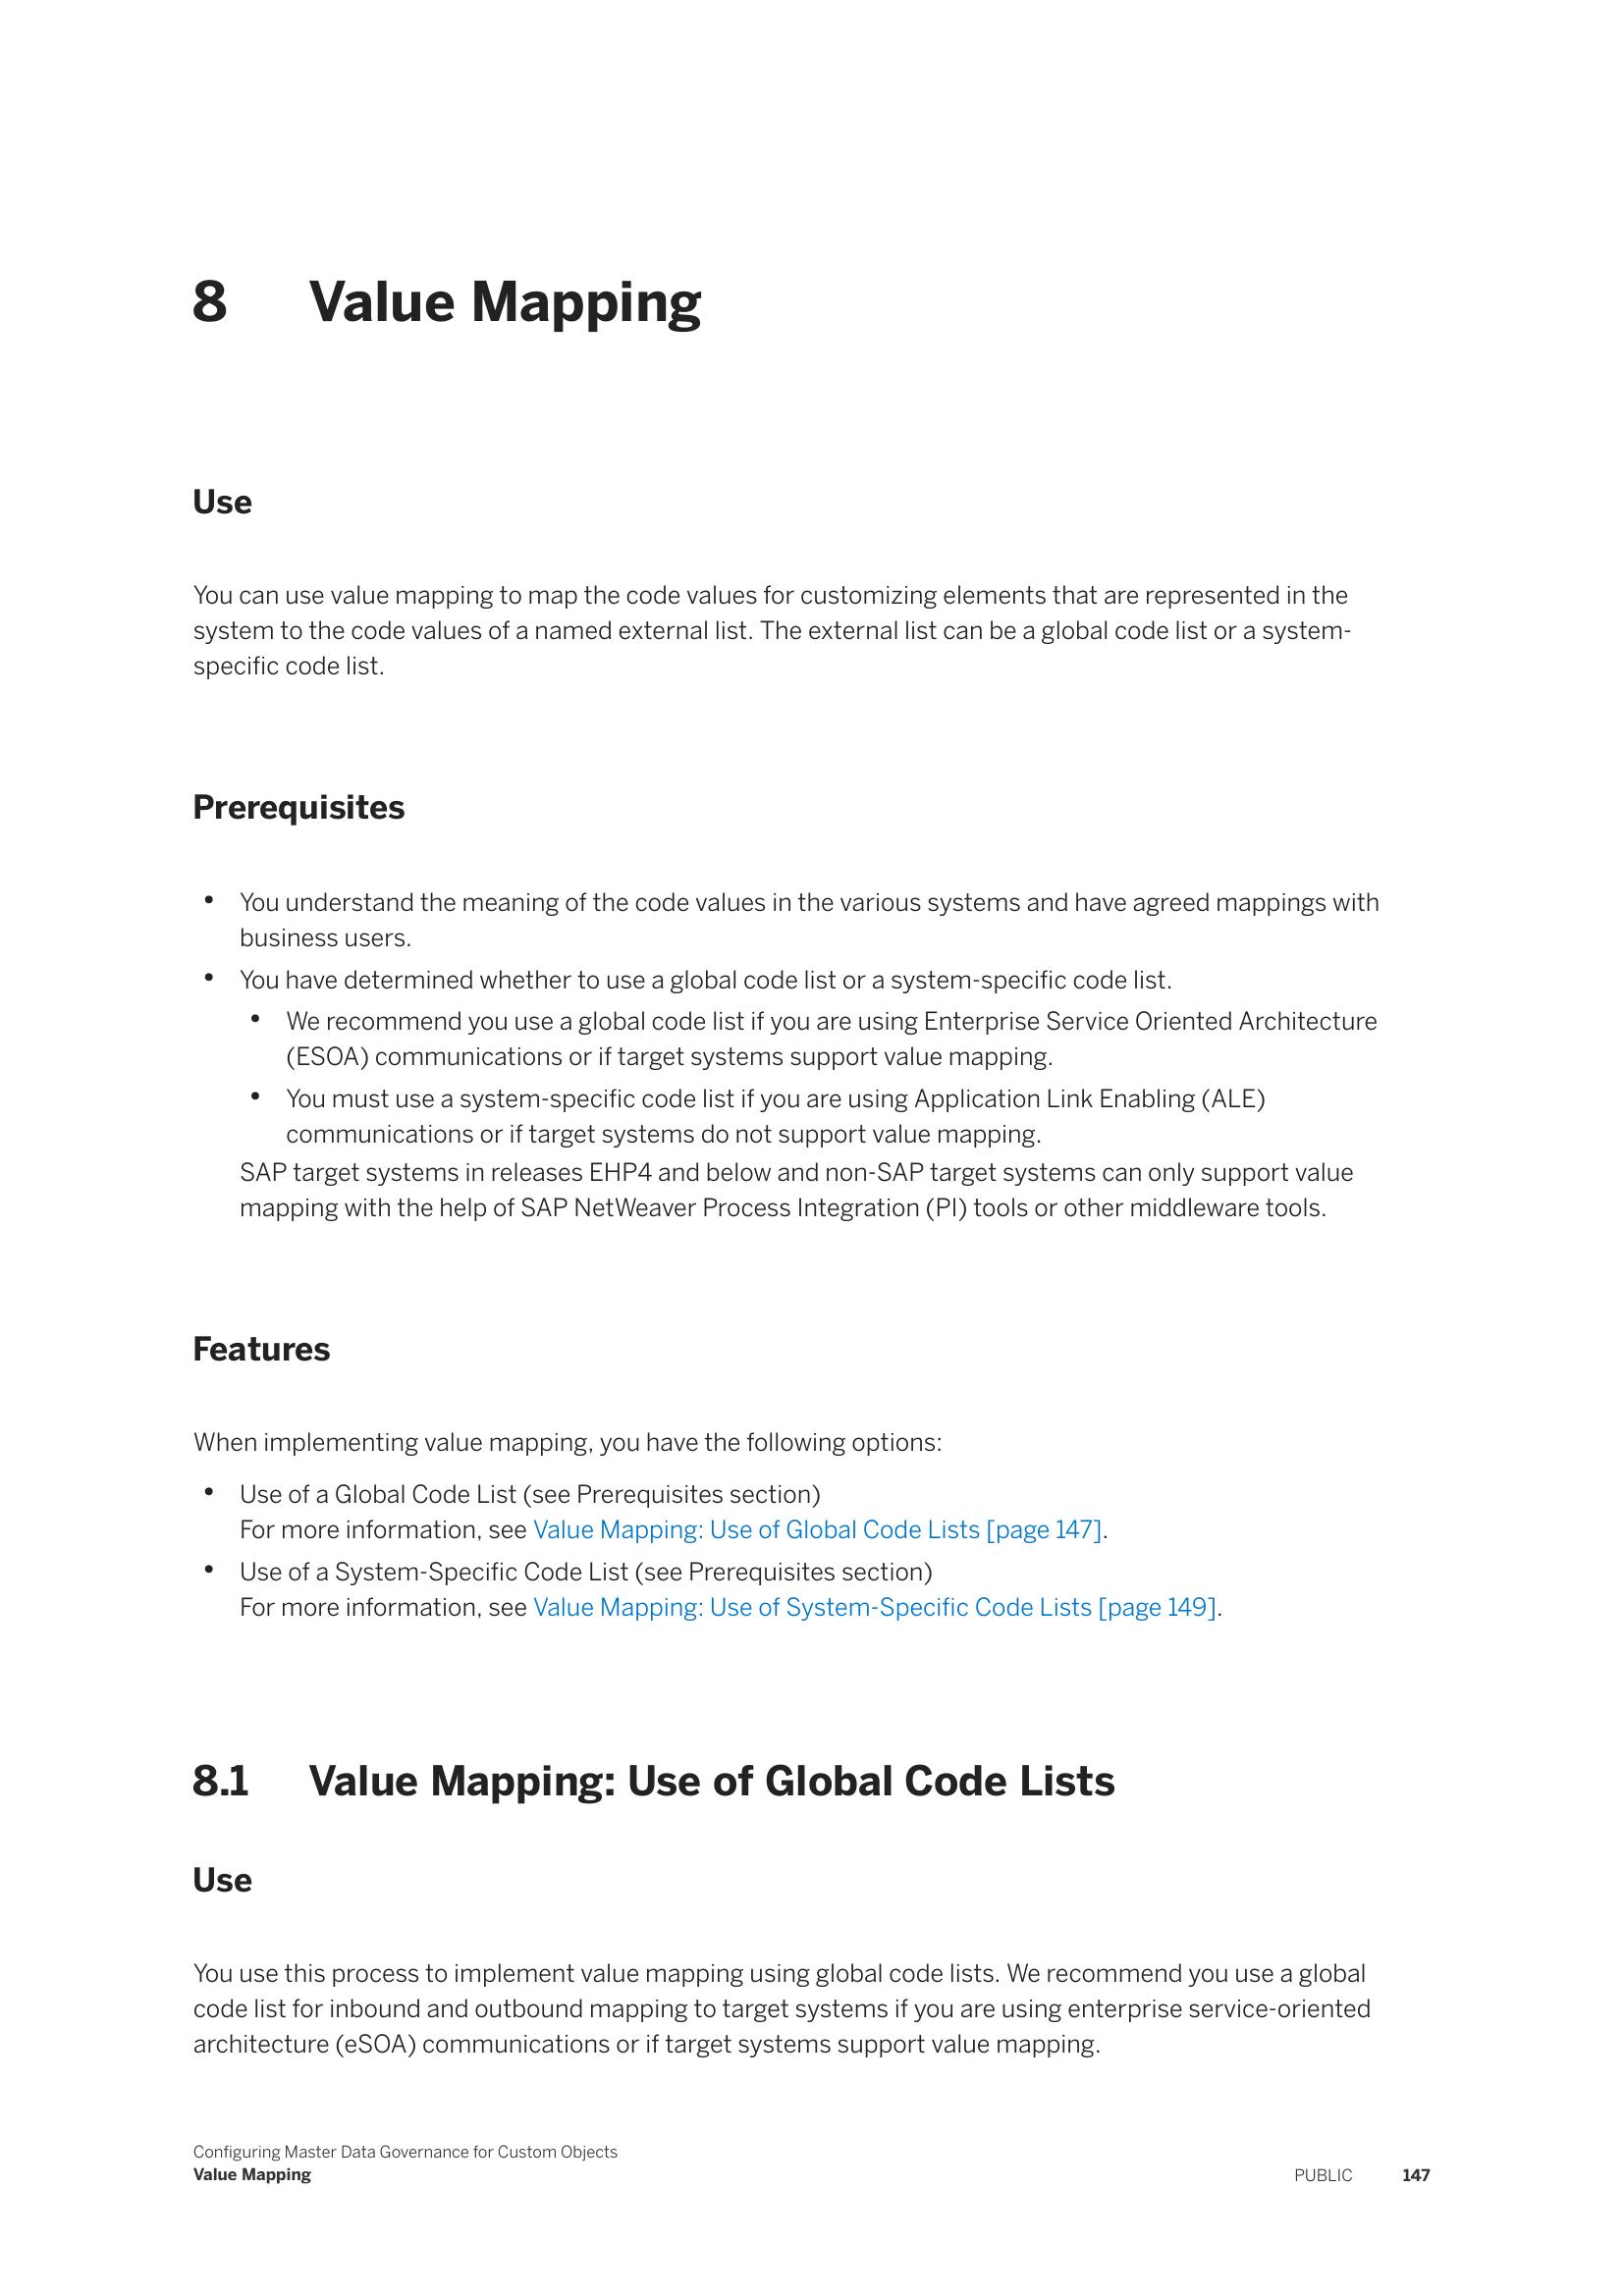 8 Value Mapping
Use
You can use value mapping to map the code values for customizing elements that are represented in the
system to the code values of a named external list. The external list can be a global code list or a system-
specific code list.
Prerequisites
• You understand the meaning of the code values in the various systems and have agreed mappings with
business users.
• You have determined whether to use a global code list or a system-specific code list.
• We recommend you use a global code list if you are using Enterprise Service Oriented Architecture
(ESOA) communications or if target systems support value mapping.
• You must use a system-specific code list if you are using Application Link Enabling (ALE)
communications or if target systems do not support value mapping.
SAP target systems in releases EHP4 and below and non-SAP target systems can only support value
mapping with the help of SAP NetWeaver Process Integration (PI) tools or other middleware tools.
Features
When implementing value mapping, you have the following options:
• Use of a Global Code List (see Prerequisites section)
For more information, see Value Mapping: Use of Global Code Lists [page 147].
• Use of a System-Specific Code List (see Prerequisites section)
For more information, see Value Mapping: Use of System-Specific Code Lists [page 149].
8.1 Value Mapping: Use of Global Code Lists
Use
You use this process to implement value mapping using global code lists. We recommend you use a global
code list for inbound and outbound mapping to target systems if you are using enterprise service-oriented
architecture (eSOA) communications or if target systems support value mapping.
Configuring Master Data Governance for Custom Objects
Value Mapping PUBLIC 147